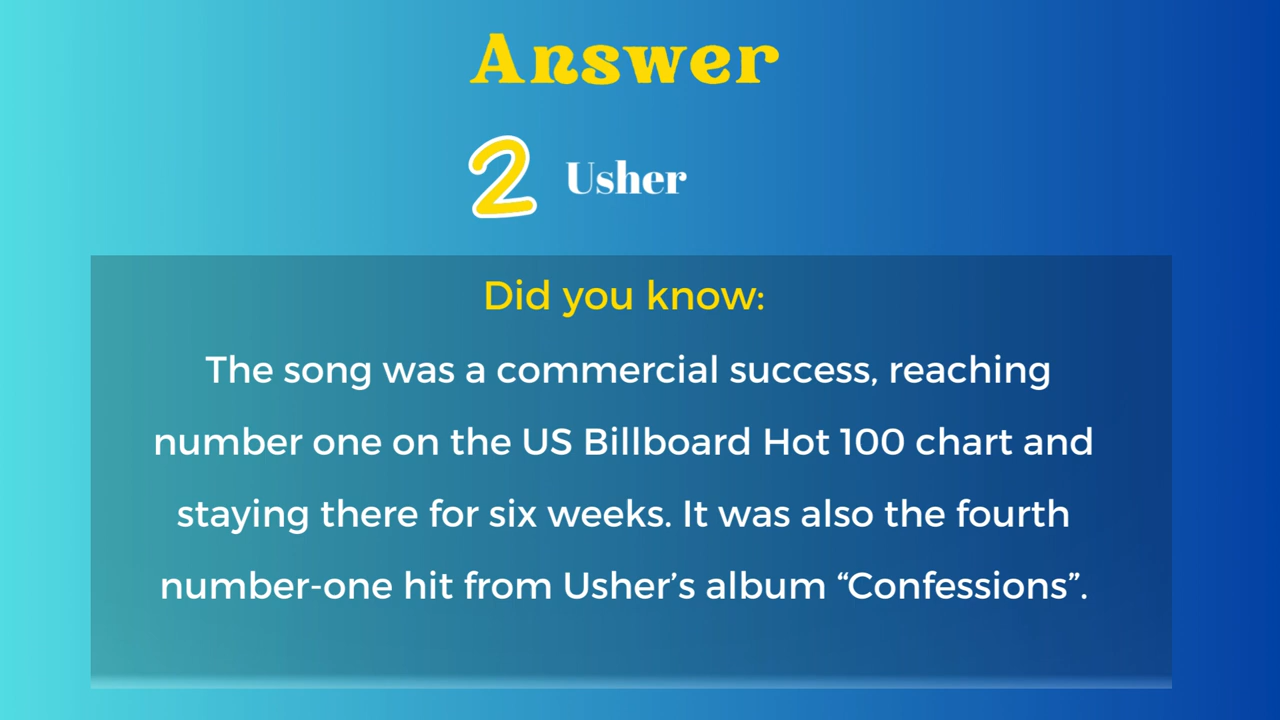 Answer
2 Usher
Did you know:
The song was a commercial success, reaching
number one on the US Billboard Hot 100 chart and
staying there for six weeks. It was also the fourth
number-one hit from Usher’s album “Confessions”.